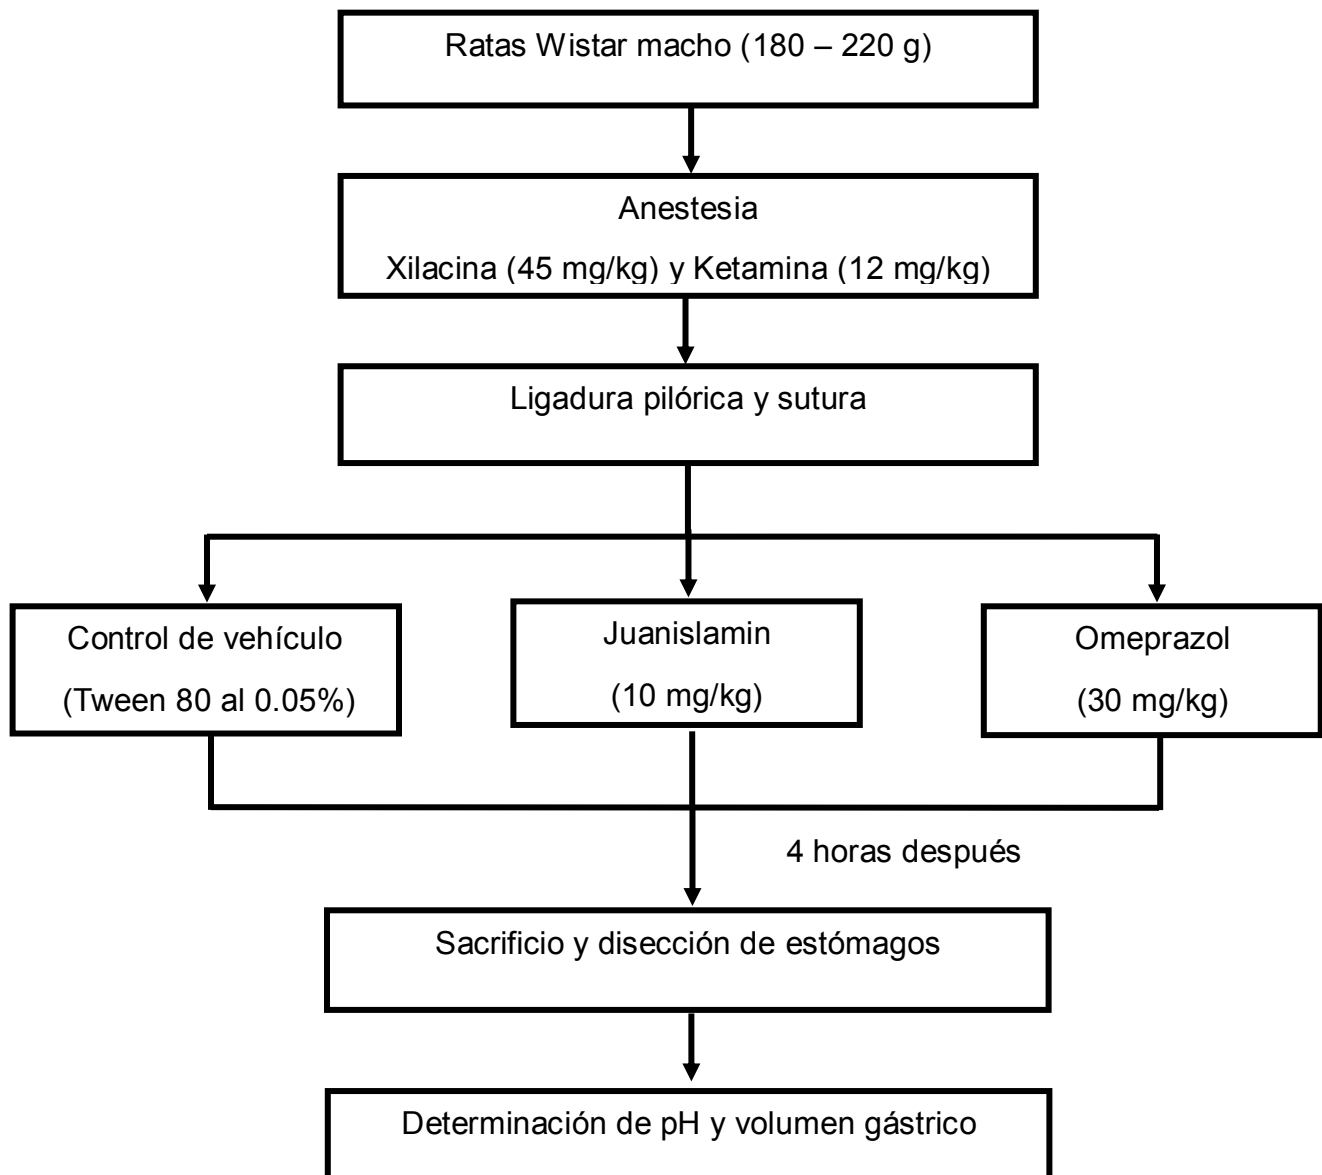 Ratas Wistar macho (180 – 220 g)
Anestesia
Xilacina (45 mg/kg) y Ketamina (12 mg/kg)
Ligadura pilórica y sutura
Control de vehículo
(Tween 80 al 0.05%)
Juanislamin
(10 mg/kg)
Omeprazol
(30 mg/kg)
4 horas después
Sacrificio y disección de estómagos
Determinación de pH y volumen gástrico